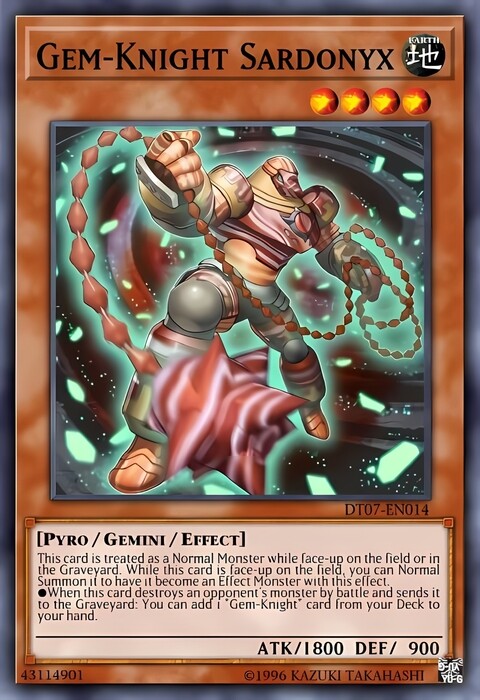 GEM-KNIGHT SARDONYX
EARTH
地
DT07-EN014
[PYRO / GEMINI / EFFECT]
This card is treated as a Normal Monster while face-up on the field or in
the Graveyard. While this card is face-up on the field, you can Normal
Summon it to have it become an Effect Monster with this effect.
●When this card destroys an opponent's monster by battle and sends it
to the Graveyard: You can add 1 "Gem-Knight" card from your Deck to
your hand.
ATK/1800 DEF/ 900
43114901
©1996 KAZUKI TAKAHASHI